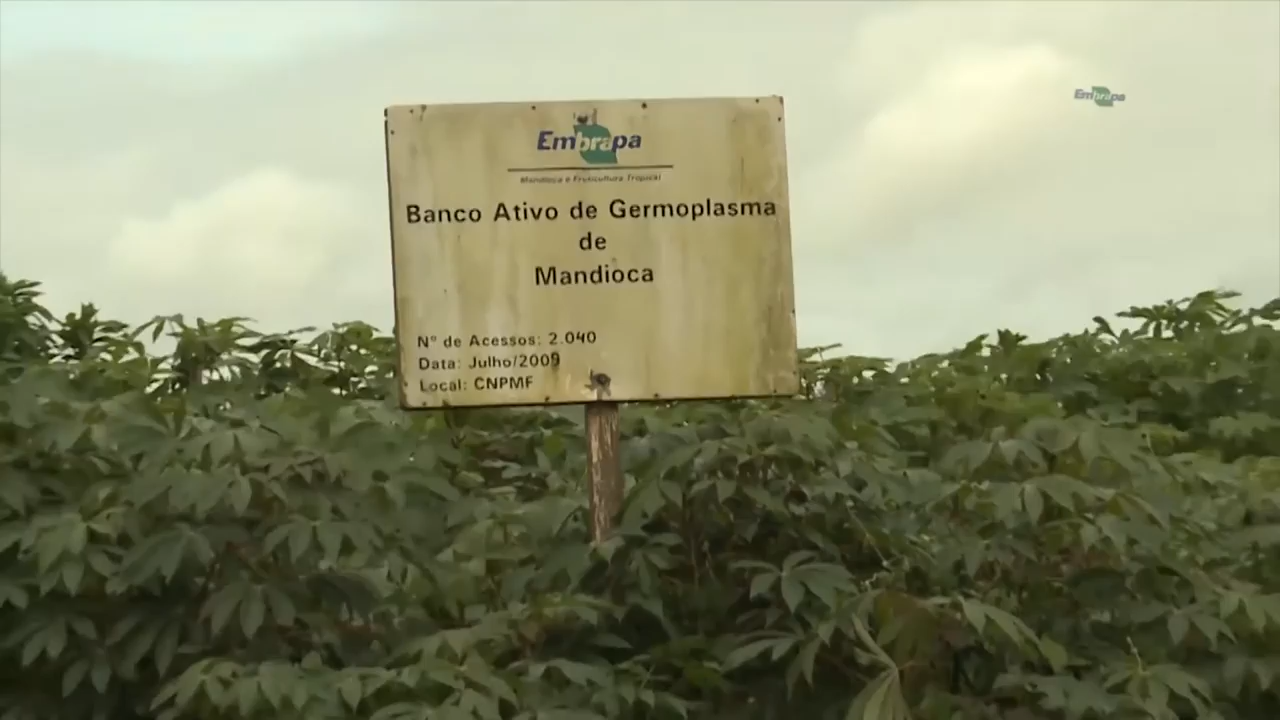 Embrapa
Embrapa
Mandioca e Fruticultura Tropical
Banco Ativo de Germoplasma
de
Mandioca
Nº de Acessos: 2.040
Data: Julho/2009
Local: CNPMF